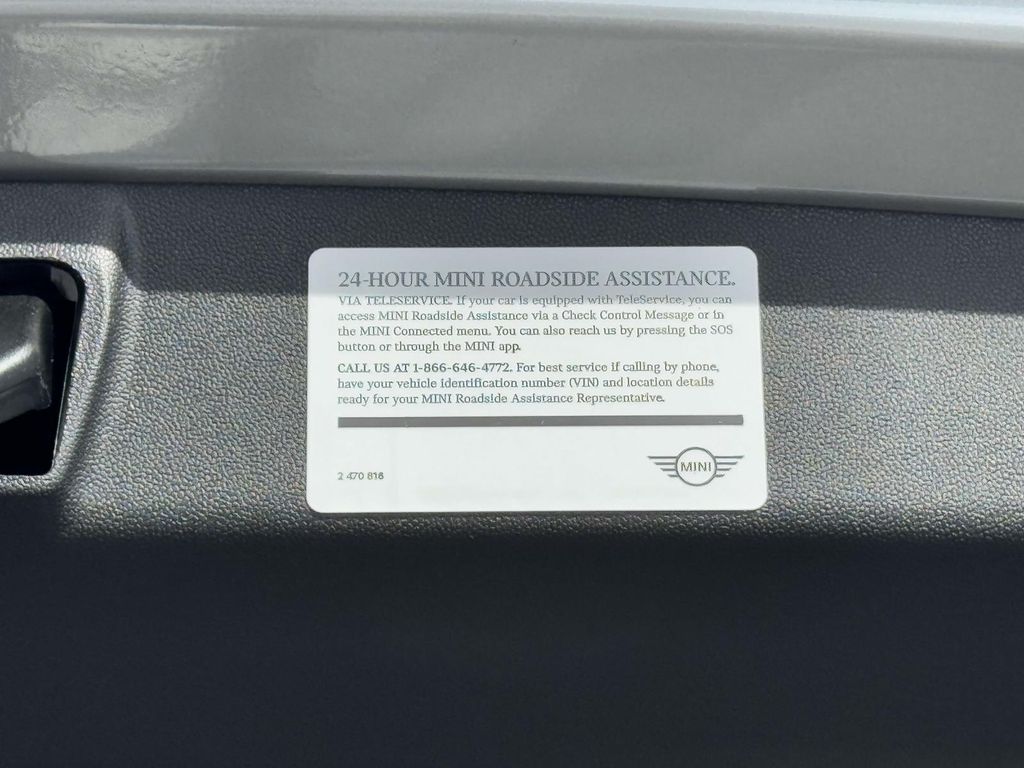 24-HOUR MINI ROADSIDE ASSISTANCE.
VIA TELESERVICE. If your car is equipped with TeleService, you can
access MINI Roadside Assistance via a Check Control Message or in
the MINI Connected menu. You can also reach us by pressing the SOS
button or through the MINI app.
CALL US AT 1-866-646-4772. For best service if calling by phone,
have your vehicle identification number (VIN) and location details
ready for your MINI Roadside Assistance Representative.
2 470 816
MINI